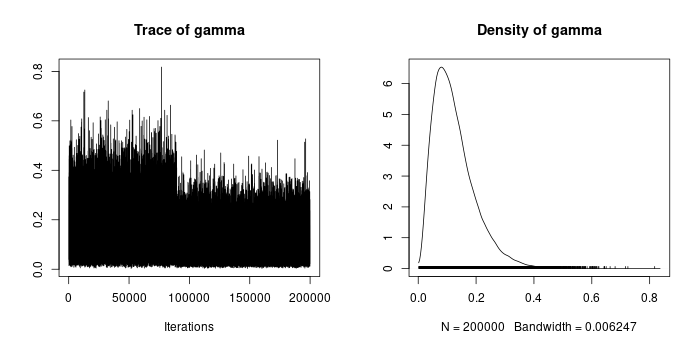 Trace of gamma
0.8
0.6
0.4
0.2
0.0
0 50000 100000 150000 200000
Iterations
Density of gamma
6
5
4
3
2
1
0
0.0 0.2 0.4 0.6 0.8
N = 200000 Bandwidth = 0.006247